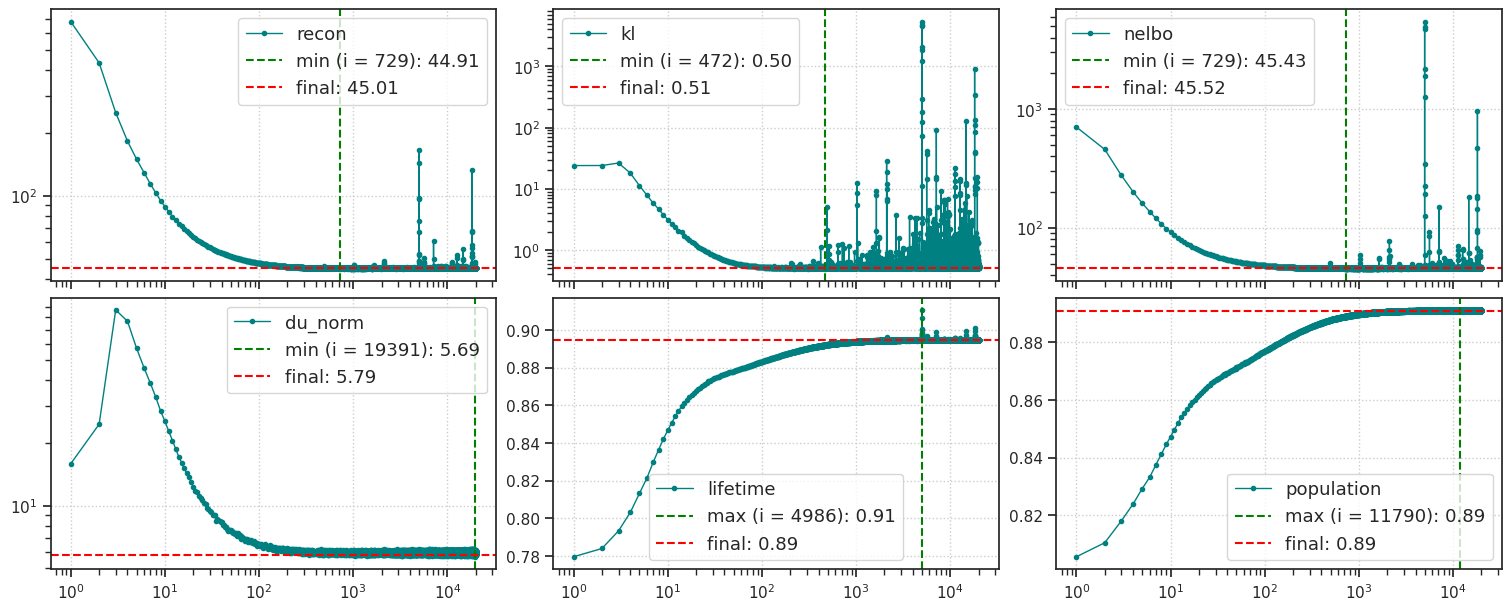 recon
min (i = 729): 44.91
final: 45.01
10²
kl
min (i = 472): 0.50
final: 0.51
10³
10²
10¹
10⁰
nelbo
min (i = 729): 45.43
final: 45.52
10³
10²
du_norm
min (i = 19391): 5.69
final: 5.79
10¹
10⁰ 10¹ 10² 10³ 10⁴
0.90
0.88
0.86
0.84
0.82
0.80
0.78
lifetime
max (i = 4986): 0.91
final: 0.89
10⁰ 10¹ 10² 10³ 10⁴
0.88
0.86
0.84
0.82
population
max (i = 11790): 0.89
final: 0.89
10⁰ 10¹ 10² 10³ 10⁴